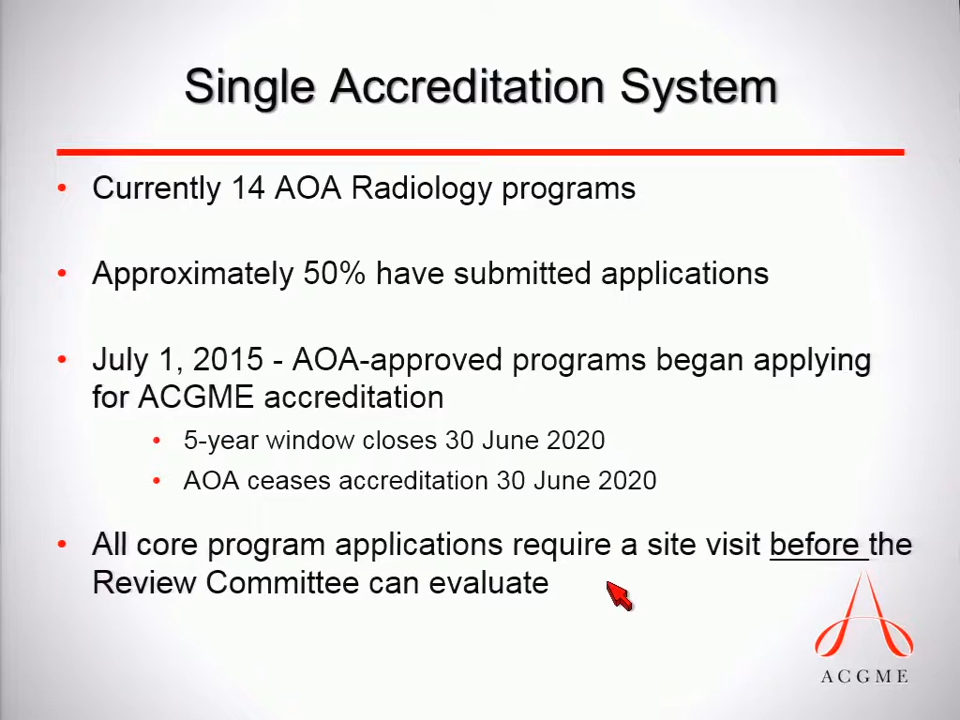 Single Accreditation System
• Currently 14 AOA Radiology programs
• Approximately 50% have submitted applications
• July 1, 2015 - AOA-approved programs began applying
for ACGME accreditation
• 5-year window closes 30 June 2020
• AOA ceases accreditation 30 June 2020
• All core program applications require a site visit before the
Review Committee can evaluate
ACGME